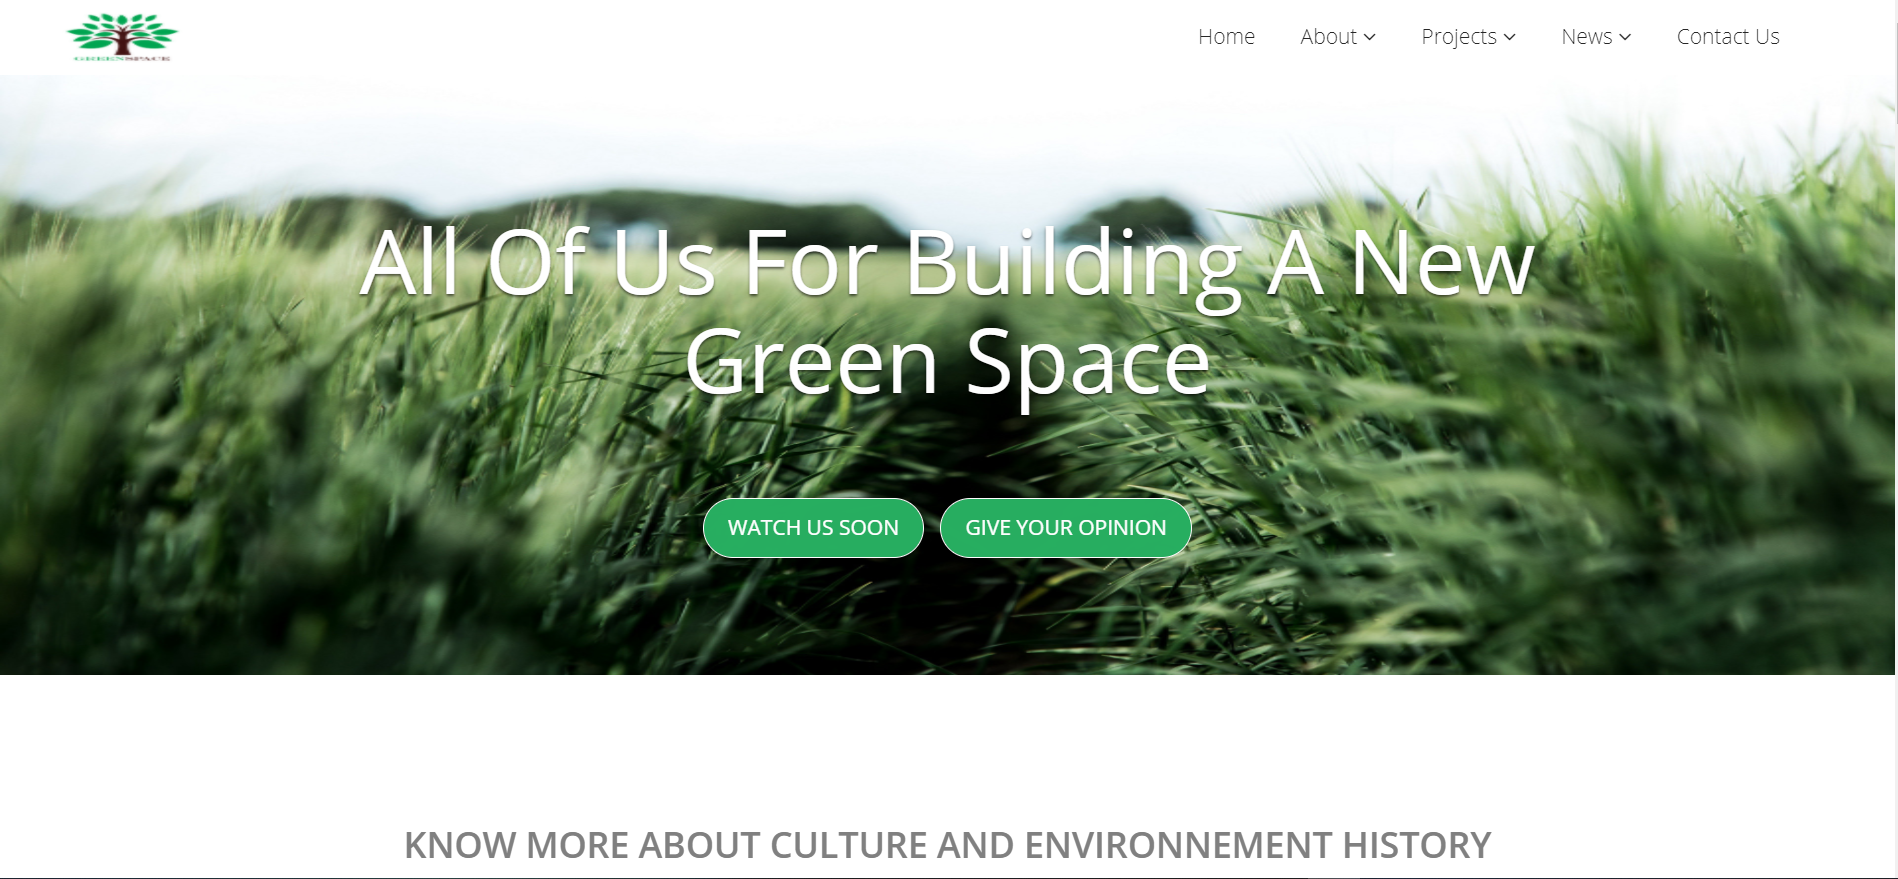 GREENSPACE
Home
About
Projects
News
Contact Us
All Of Us For Building A New
Green Space
WATCH US SOON
GIVE YOUR OPINION
KNOW MORE ABOUT CULTURE AND ENVIRONNEMENT HISTORY